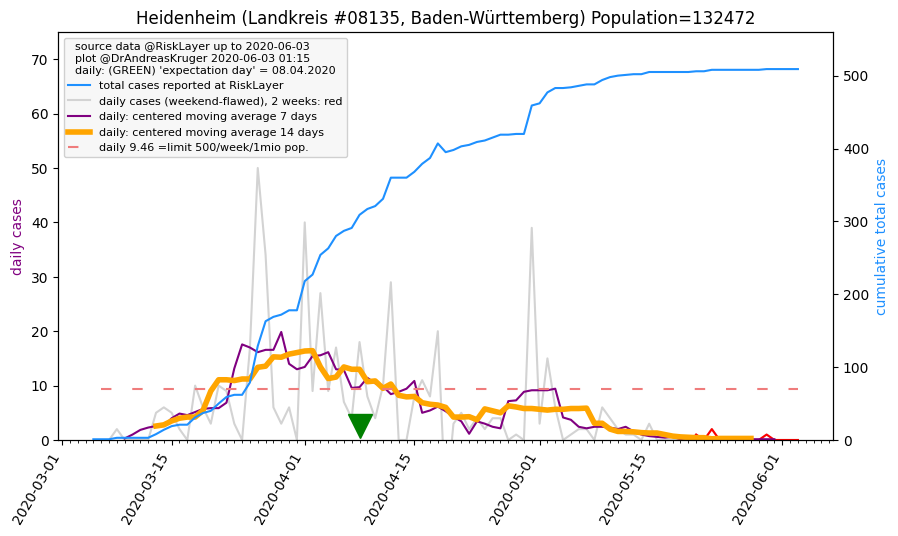 Heidenheim (Landkreis #08135, Baden-Württemberg) Population=132472
source data @RiskLayer up to 2020-06-03
plot @DrAndreasKruger 2020-06-03 01:15
daily: (GREEN) 'expectation day' = 08.04.2020
total cases reported at RiskLayer
daily cases (weekend-flawed), 2 weeks: red
daily: centered moving average 7 days
daily: centered moving average 14 days
daily 9.46 =limit 500/week/1mio pop.
daily cases
70
60
50
40
30
20
10
0
cumulative total cases
500
400
300
200
100
0
2020-03-01
2020-03-15
2020-04-01
2020-04-15
2020-05-01
2020-05-15
2020-06-01